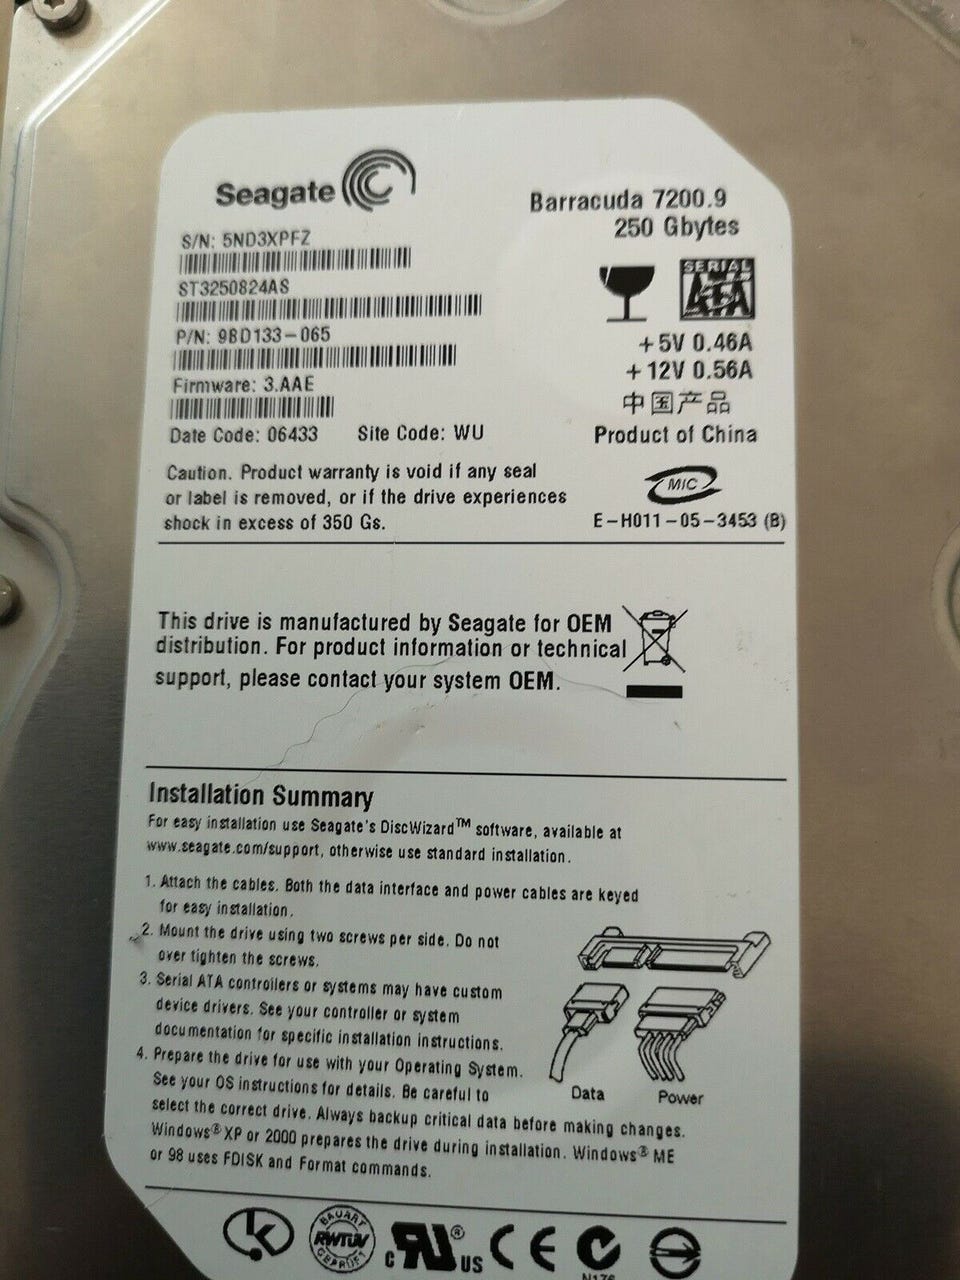 Seagate
Barracuda 7200.9
250 Gbytes
S/N: 5ND3XPFZ
ST3250824AS
P/N: 9BD133-065
Firmware: 3.AAE
Date Code: 06433 Site Code: WU
SERIAL
ATA
+5V 0.46A
+12V 0.56A
中国产品
Product of China
Caution. Product warranty is void if any seal
or label is removed, or if the drive experiences
shock in excess of 350 Gs.
MIC
E-H011-05-3453 (B)
This drive is manufactured by Seagate for OEM
distribution. For product information or technical
support, please contact your system OEM.
Installation Summary
For easy installation use Seagate's DiscWizard™ software, available at
www.seagate.com/support, otherwise use standard installation.
1. Attach the cables. Both the data interface and power cables are keyed
for easy installation.
2. Mount the drive using two screws per side. Do not
over tighten the screws.
3. Serial ATA controllers or systems may have custom
device drivers. See your controller or system
documentation for specific installation instructions.
4. Prepare the drive for use with your Operating System.
See your OS instructions for details. Be careful to
select the correct drive. Always backup critical data before making changes.
Windows® XP or 2000 prepares the drive during installation. Windows® ME
or 98 uses FDISK and Format commands.
Data
Power
BAUART
RWTÜV
GEPRÜFT
c RU® US
CE
N176